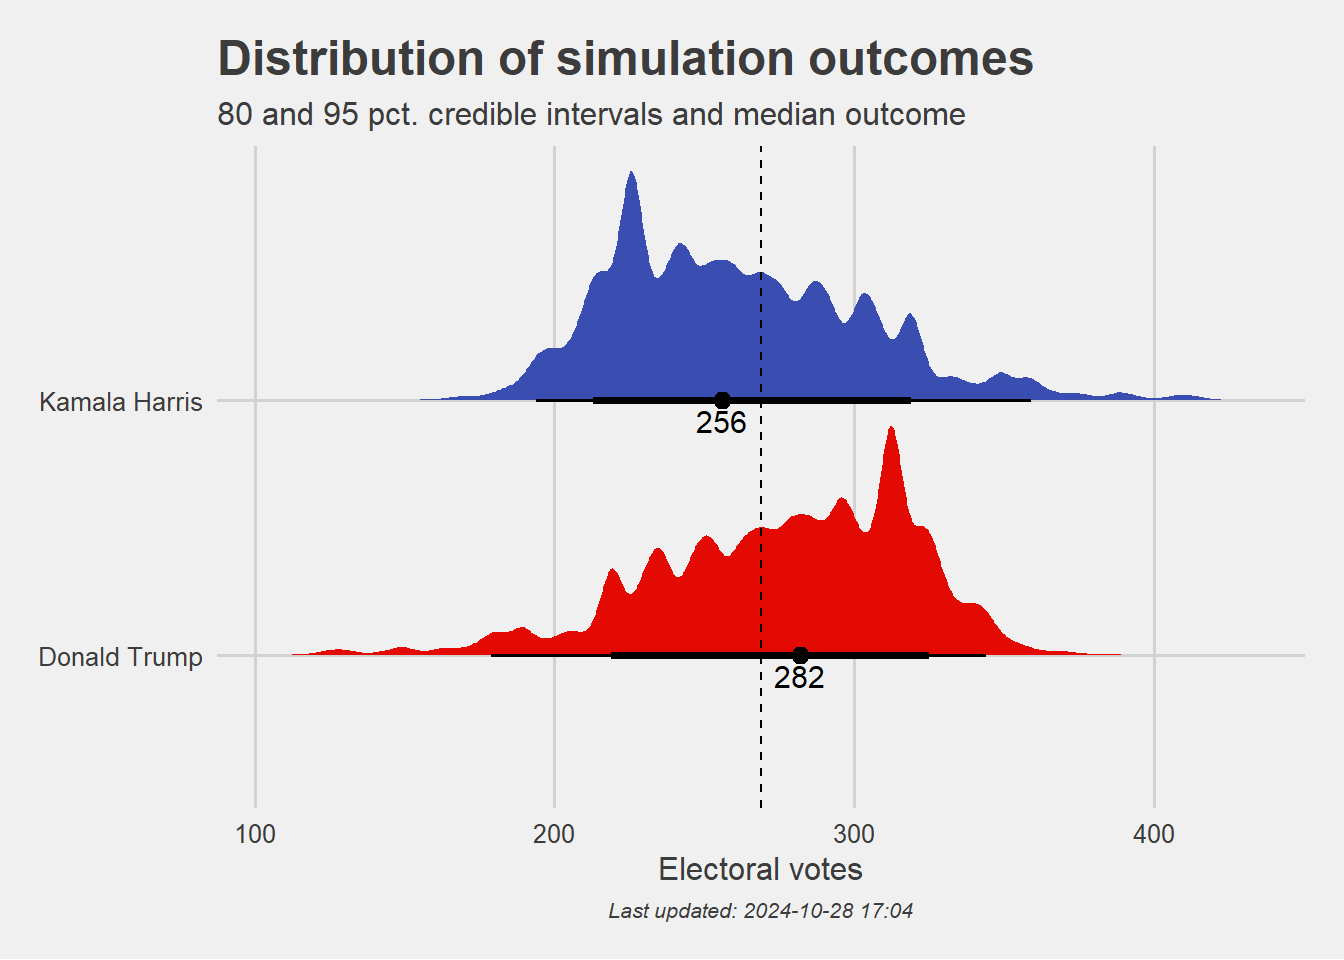 Distribution of simulation outcomes
80 and 95 pct. credible intervals and median outcome
Kamala Harris
256
Donald Trump
282
100 200 300 400
Electoral votes
Last updated: 2024-10-28 17:04